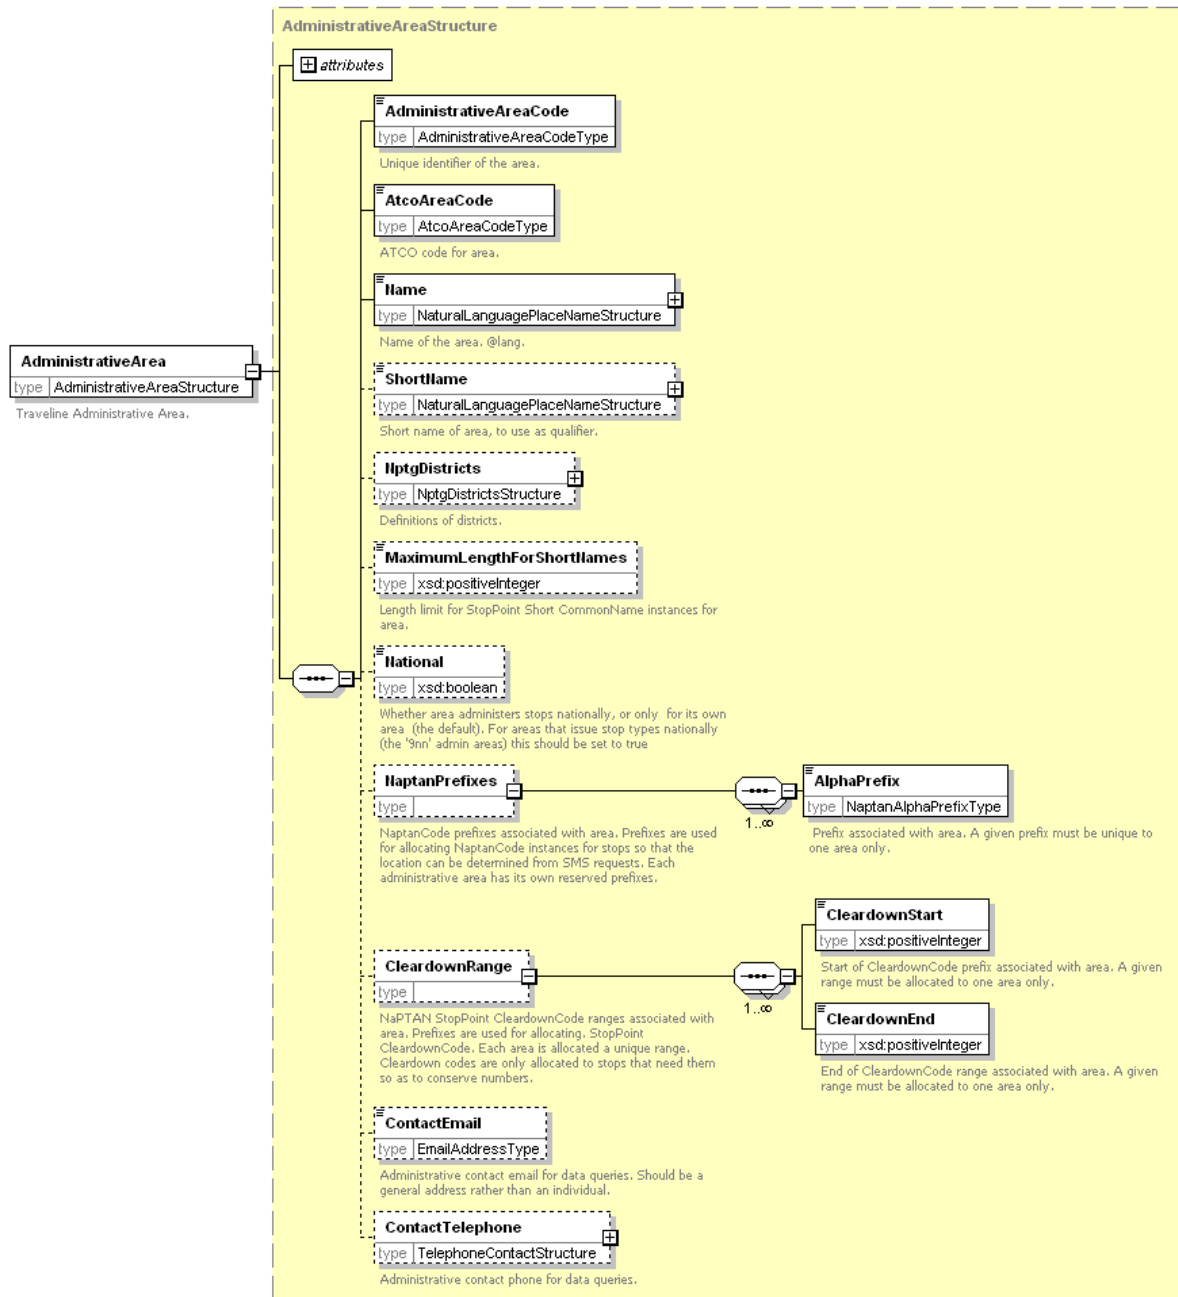 AdministrativeAreaStructure
attributes
AdministrativeAreaCode
type AdministrativeAreaCodeType
Unique identifier of the area.
AtcoAreaCode
type AtcoAreaCodeType
ATCO code for area.
Name
type NaturalLanguagePlaceNameStructure
Name of the area. @lang.
AdministrativeArea
type AdministrativeAreaStructure
Traveline Administrative Area.
ShortName
type NaturalLanguagePlaceNameStructure
Short name of area, to use as qualifier.
NptgDistricts
type NptgDistrictsStructure
Definitions of districts.
MaximumLengthForShortNames
type xsd:positiveInteger
Length limit for StopPoint Short CommonName instances for
area.
National
type xsd:boolean
Whether area administers stops nationally, or only for its own
area (the default). For areas that issue stop types nationally
(the '9nn' admin areas) this should be set to true
NaptanPrefixes
type
NaptanCode prefixes associated with area. Prefixes are used
for allocating NaptanCode instances for stops so that the
location can be determined from SMS requests. Each
administrative area has its own reserved prefixes.
1..∞
AlphaPrefix
type NaptanAlphaPrefixType
Prefix associated with area. A given prefix must be unique to
one area only.
CleardownRange
type
NaPTAN StopPoint CleardownCode ranges associated with
area. Prefixes are used for allocating. StopPoint
CleardownCode. Each area is allocated a unique range.
Cleardown codes are only allocated to stops that need them
so as to conserve numbers.
1..∞
CleardownStart
type xsd:positiveInteger
Start of CleardownCode prefix associated with area. A given
range must be allocated to one area only.
CleardownEnd
type xsd:positiveInteger
End of CleardownCode range associated with area. A given
range must be allocated to one area only.
ContactEmail
type EmailAddressType
Administrative contact email for data queries. Should be a
general address rather than an individual.
ContactTelephone
type TelephoneContactStructure
Administrative contact phone for data queries.